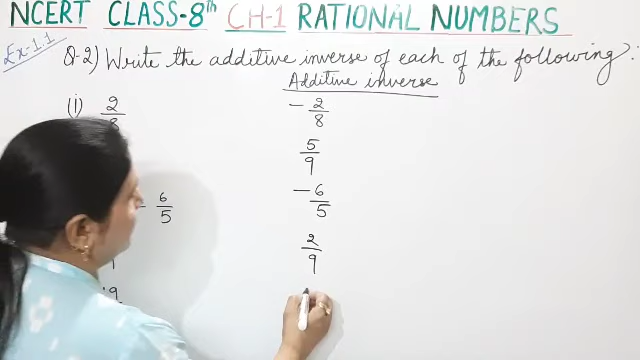 NCERT CLASS-8th CH-1 RATIONAL NUMBERS
Ex-1.1
Q-2) Write the additive inverse of each of the following?:
Additive inverse
(i) 2/8 -2/8
5/9
- 6/5 -6/5
2/9